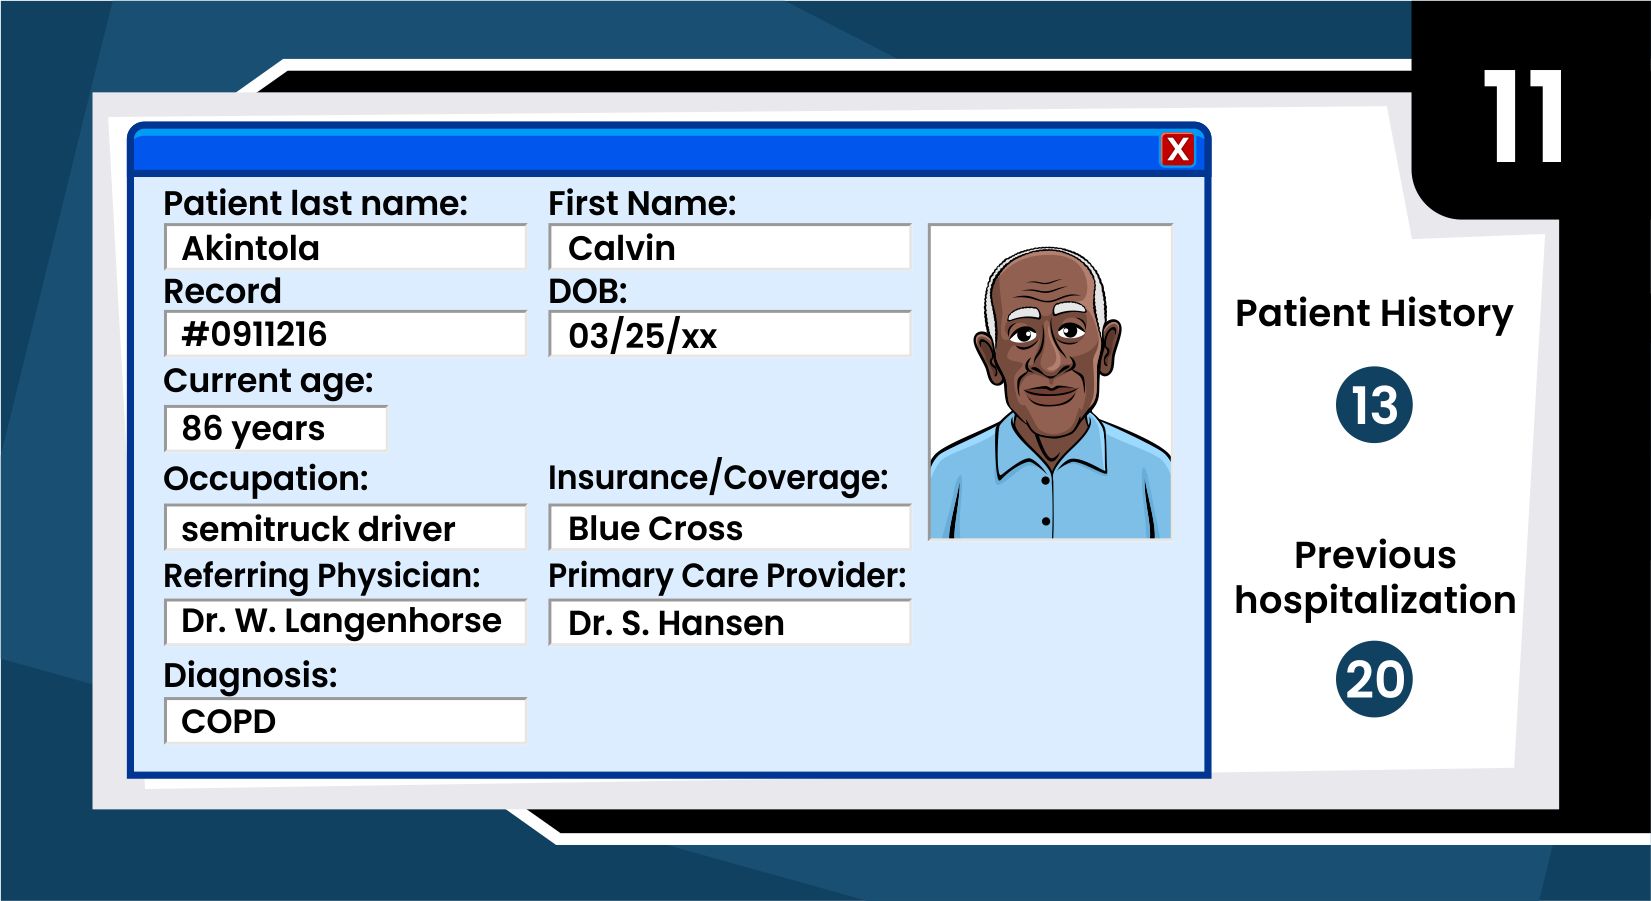 11
X
Patient last name:
First Name:
Akintola
Calvin
Record
DOB:
#0911216
03/25/xx
Current age:
86 years
Occupation:
Insurance/Coverage:
semitruck driver
Blue Cross
Referring Physician:
Primary Care Provider:
Dr. W. Langenhorse
Dr. S. Hansen
Diagnosis:
COPD
Patient History
13
Previous
hospitalization
20